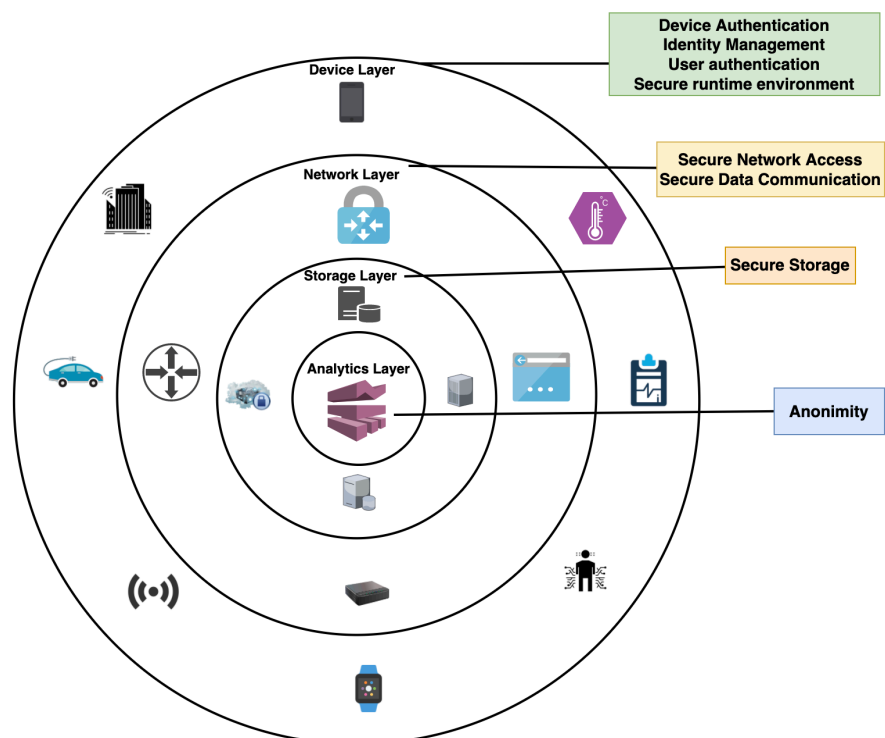 Device Authentication
Identity Management
User authentication
Secure runtime environment
Device Layer
Secure Network Access
Secure Data Communication
Network Layer
°C
Secure Storage
Storage Layer
Analytics Layer
Anonimity